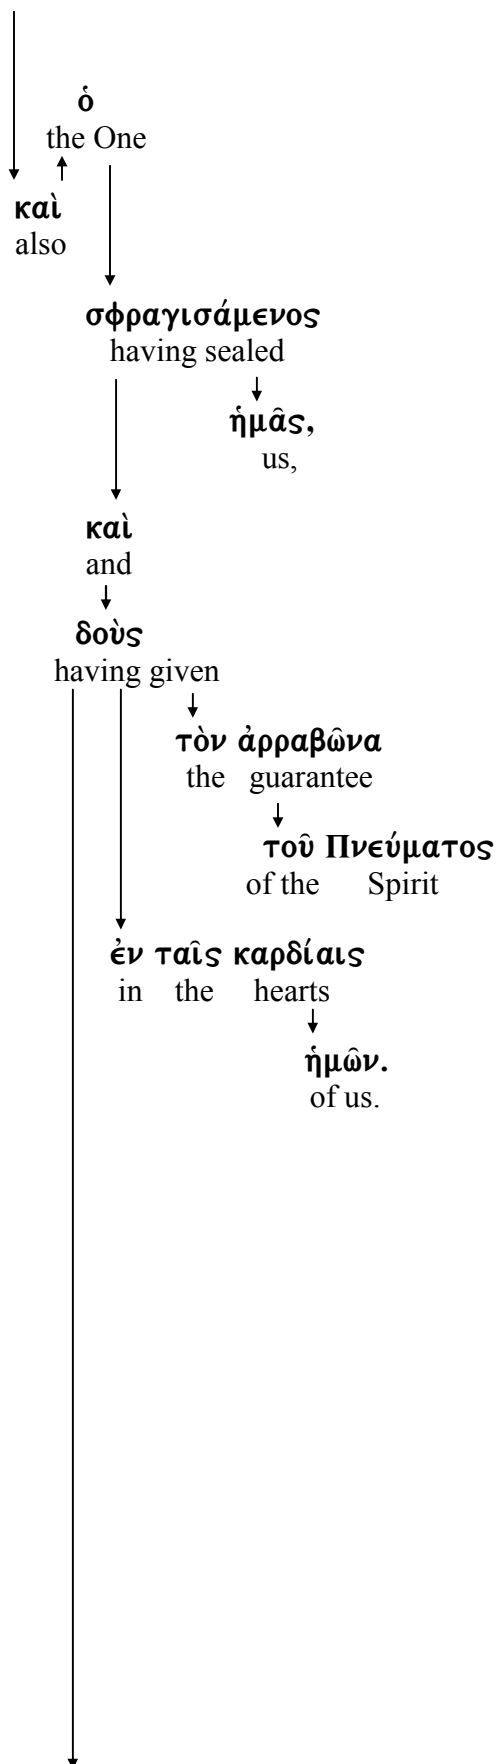 ὁ
the One
καὶ
also
σφραγισάμενος
having sealed
ἡμᾶς,
us,
καὶ
and
δοὺς
having given
τὸν ἀρραβῶνα
the guarantee
τοῦ Πνεύματος
of the Spirit
ἐν ταῖς καρδίαις
in the hearts
ἡμῶν.
of us.